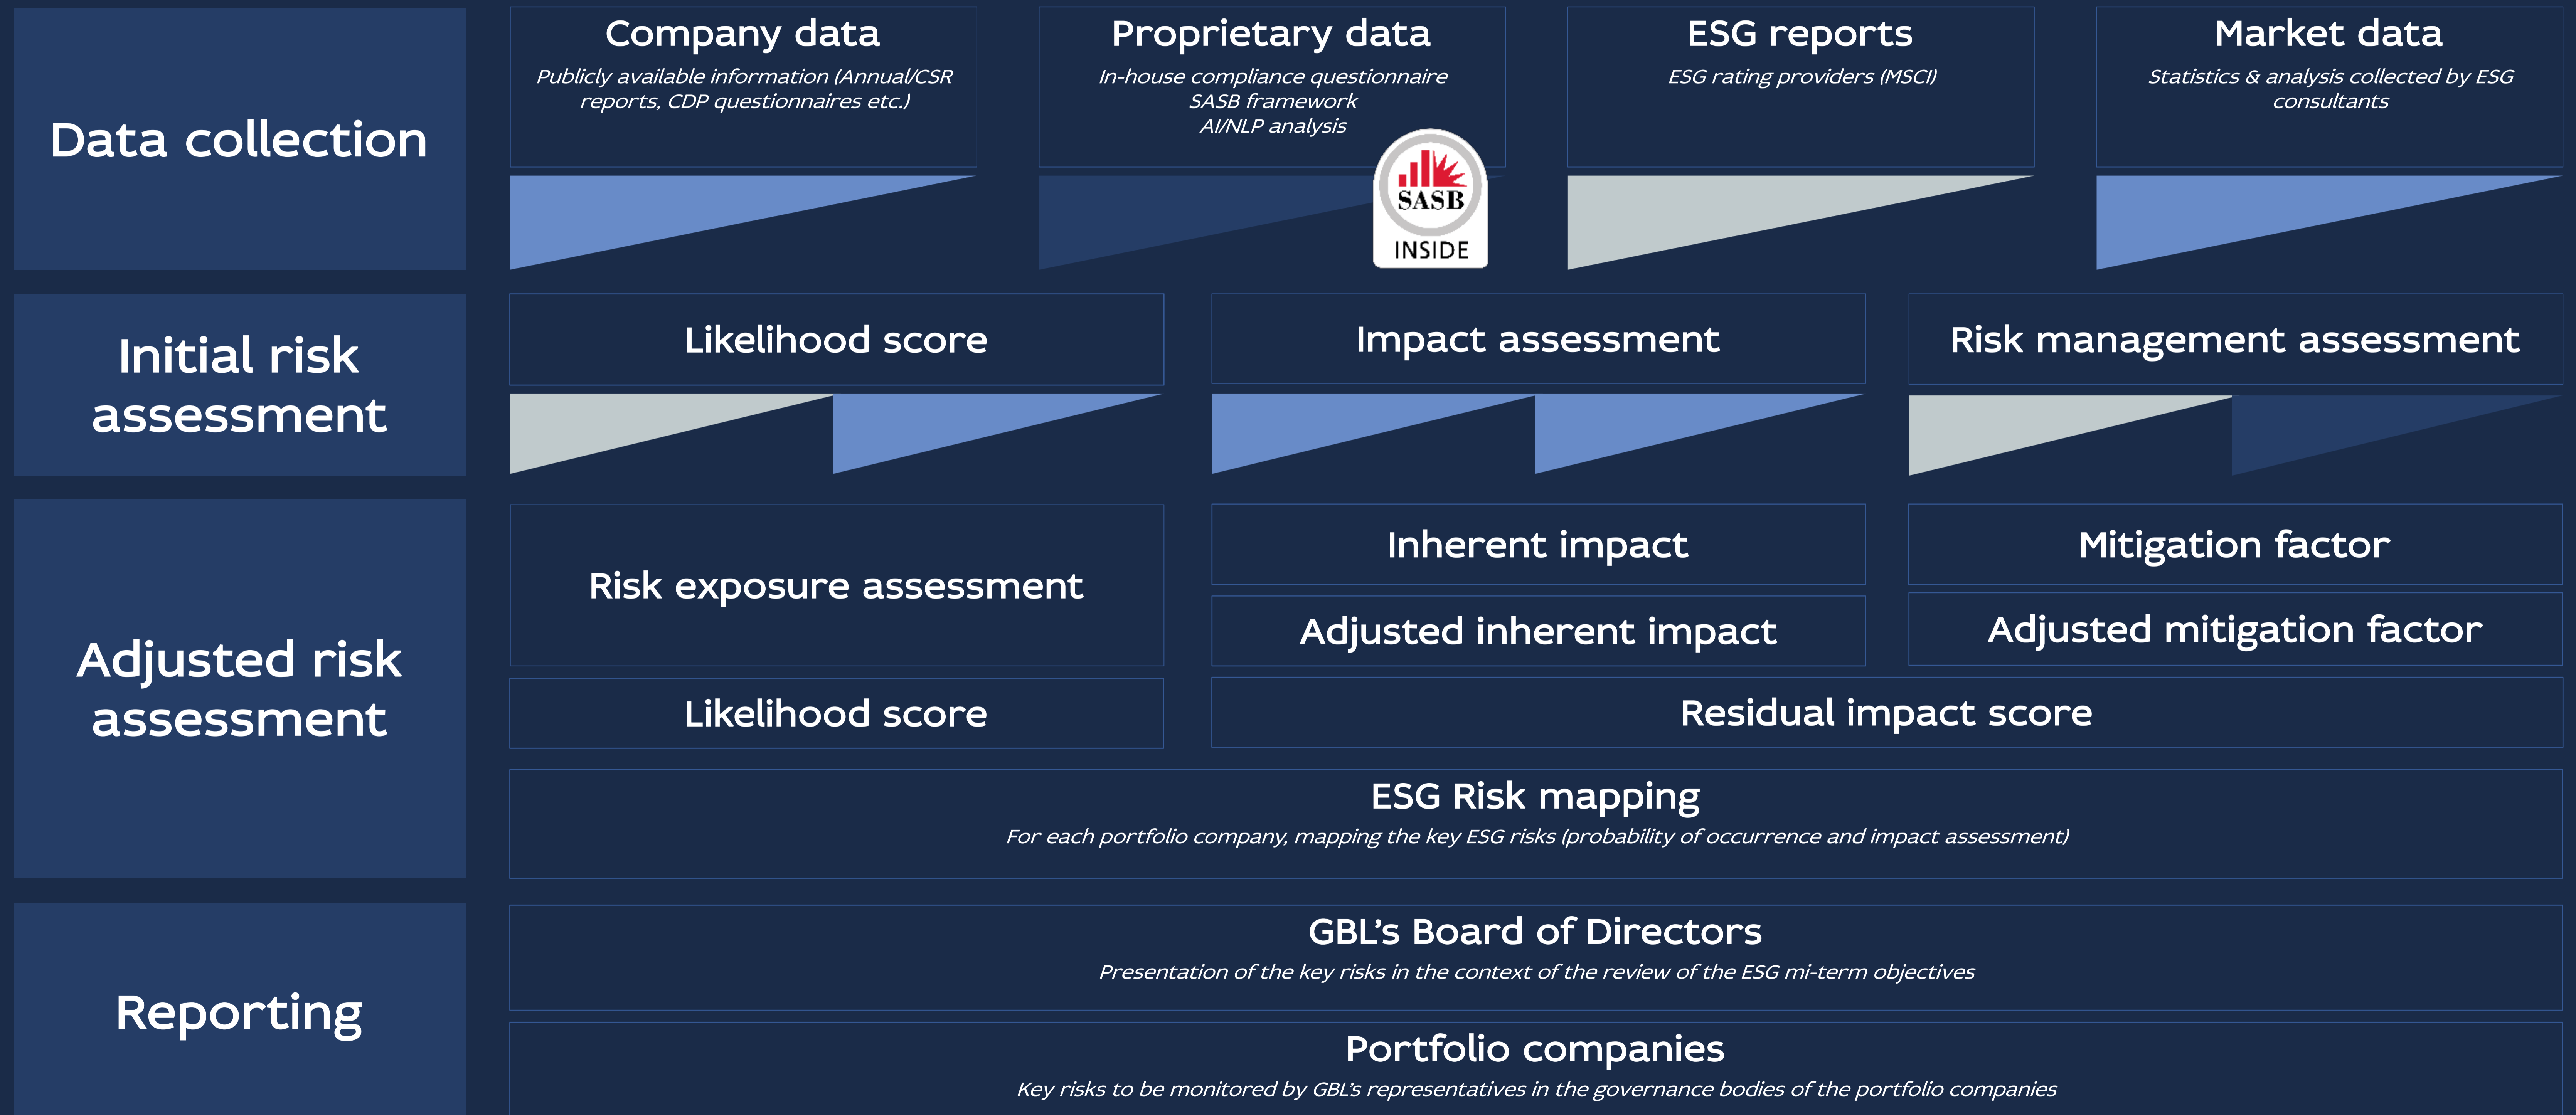 Data collection
Company data
Publicly available information (Annual/CSR
reports, CDP questionnaires etc.)
Proprietary data
In-house compliance questionnaire
SASB framework
AI/NLP analysis
SASB
INSIDE
ESG reports
ESG rating providers (MSCI)
Market data
Statistics & analysis collected by ESG
consultants
Initial risk
assessment
Likelihood score
Impact assessment
Risk management assessment
Adjusted risk
assessment
Risk exposure assessment
Inherent impact
Mitigation factor
Adjusted inherent impact
Adjusted mitigation factor
Likelihood score
Residual impact score
ESG Risk mapping
For each portfolio company, mapping the key ESG risks (probability of occurrence and impact assessment)
Reporting
GBL’s Board of Directors
Presentation of the key risks in the context of the review of the ESG mi-term objectives
Portfolio companies
Key risks to be monitored by GBL’s representatives in the governance bodies of the portfolio companies